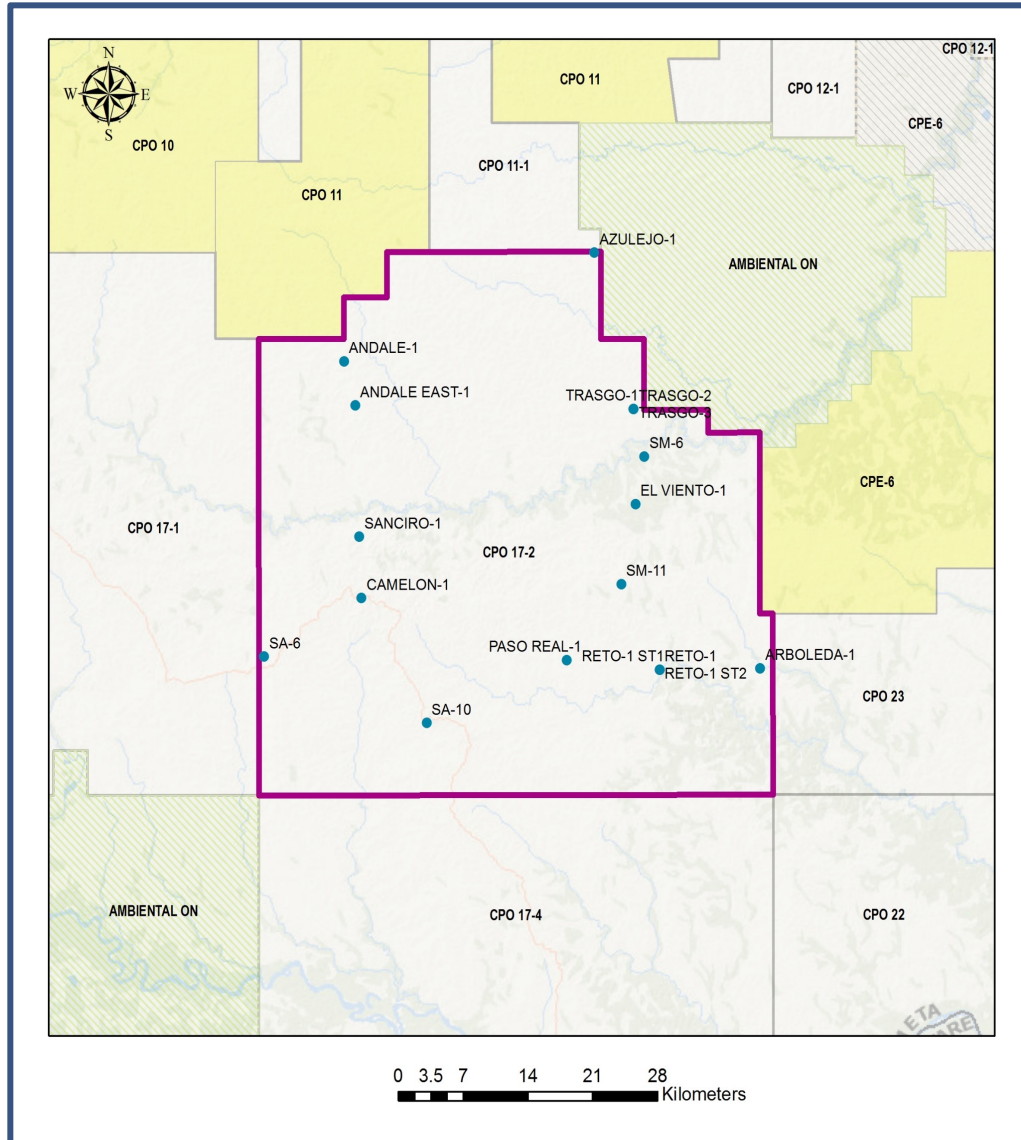 CPO 12-1
N
W E
S
CPO 11
CPO 12-1
CPE-6
CPO 10
CPO 11-1
CPO 11
AZULEJO-1
AMBIENTAL ON
ANDALE-1
ANDALE EAST-1
TRASGO-1TRASGO-2
TRASGO-3
SM-6
CPE-6
EL VIENTO-1
CPO 17-1
SANCIRO-1
CPO 17-2
SM-11
CAMELON-1
SA-6
PASO REAL-1
RETO-1 ST1RETO-1
RETO-1 ST2
ARBOLEDA-1
CPO 23
SA-10
AMBIENTAL ON
CPO 17-4
CPO 22
ETA
ARE
0 3.5 7 14 21 28
Kilometers